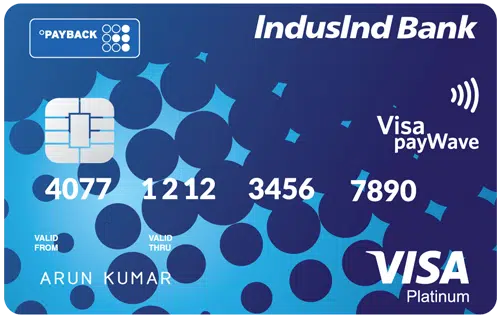 °PAYBACK
IndusInd Bank
Visa
payWave
4077 1212 3456 7890
VALID FROM
VALID THRU
ARUN KUMAR
VISA
Platinum